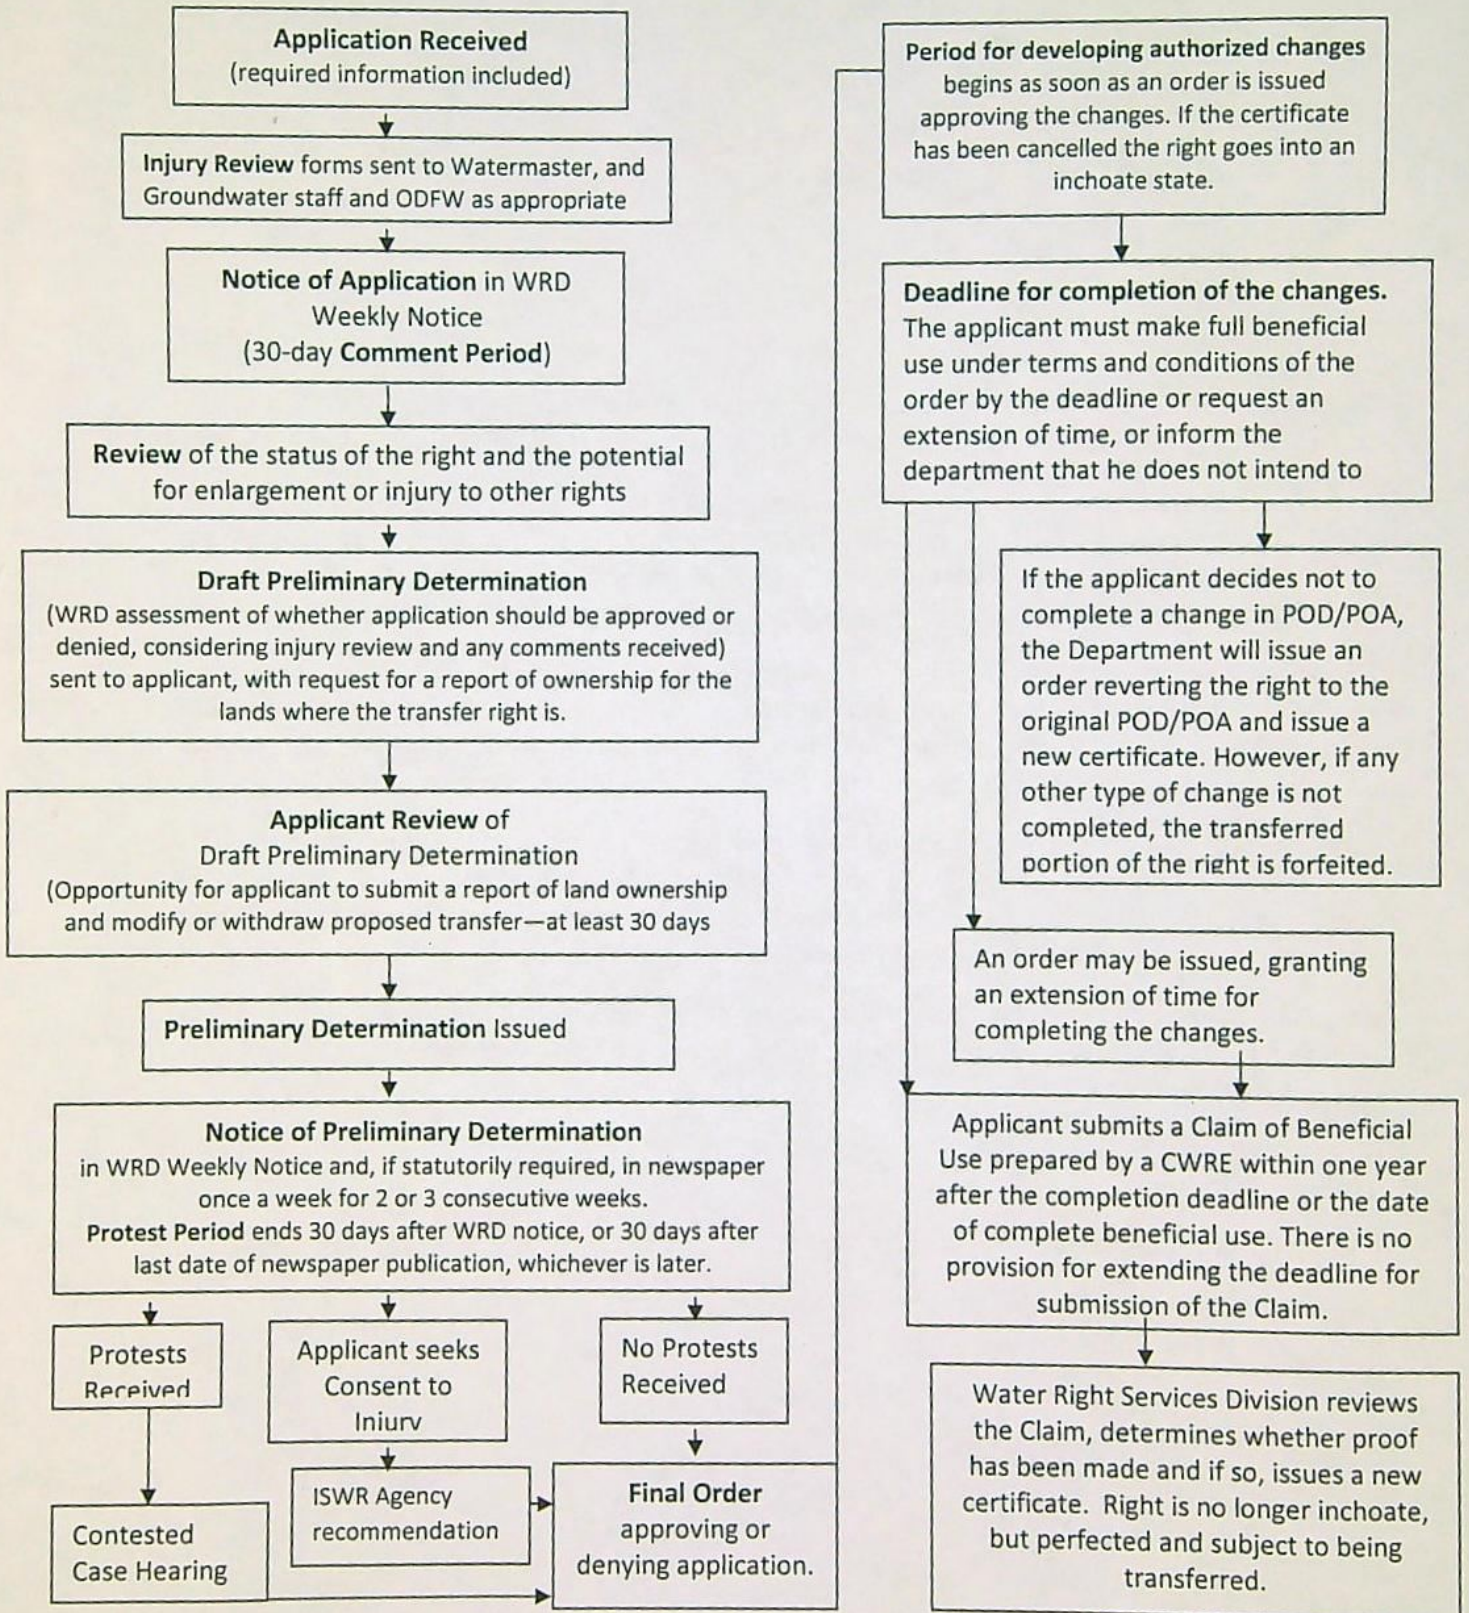 Application Received
(required information included)
Injury Review forms sent to Watermaster, and
Groundwater staff and ODFW as appropriate
Notice of Application in WRD
Weekly Notice
(30-day Comment Period)
Review of the status of the right and the potential
for enlargement or injury to other rights
Draft Preliminary Determination
(WRD assessment of whether application should be approved or
denied, considering injury review and any comments received)
sent to applicant, with request for a report of ownership for the
lands where the transfer right is.
Applicant Review of
Draft Preliminary Determination
(Opportunity for applicant to submit a report of land ownership
and modify or withdraw proposed transfer—at least 30 days
Preliminary Determination Issued
Notice of Preliminary Determination
in WRD Weekly Notice and, if statutorily required, in newspaper
once a week for 2 or 3 consecutive weeks.
Protest Period ends 30 days after WRD notice, or 30 days after
last date of newspaper publication, whichever is later.
Protests
Received
Applicant seeks
Consent to
Injury
No Protests
Received
Contested
Case Hearing
ISWR Agency
recommendation
Final Order
approving or
denying application.
Period for developing authorized changes
begins as soon as an order is issued
approving the changes. If the certificate
has been cancelled the right goes into an
inchoate state.
Deadline for completion of the changes.
The applicant must make full beneficial
use under terms and conditions of the
order by the deadline or request an
extension of time, or inform the
department that he does not intend to
If the applicant decides not to
complete a change in POD/POA,
the Department will issue an
order reverting the right to the
original POD/POA and issue a
new certificate. However, if any
other type of change is not
completed, the transferred
portion of the right is forfeited.
An order may be issued, granting
an extension of time for
completing the changes.
Applicant submits a Claim of Beneficial
Use prepared by a CWRE within one year
after the completion deadline or the date
of complete beneficial use. There is no
provision for extending the deadline for
submission of the Claim.
Water Right Services Division reviews
the Claim, determines whether proof
has been made and if so, issues a new
certificate. Right is no longer inchoate,
but perfected and subject to being
transferred.